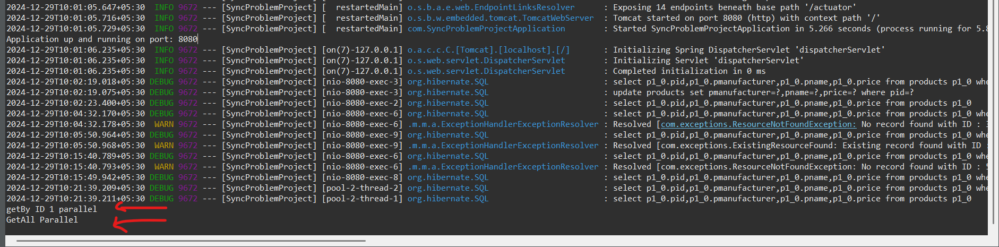 2024-12-29T10:01:05.647+05:30 INFO 9672 --- [SyncProblemProject] [ restartedMain] o.s.b.a.e.web.EndpointLinksResolver : Exposing 14 endpoints beneath base path '/actuator'
2024-12-29T10:01:05.716+05:30 INFO 9672 --- [SyncProblemProject] [ restartedMain] o.s.b.w.embedded.tomcat.TomcatWebServer : Tomcat started on port 8080 (http) with context path '/'
2024-12-29T10:01:05.729+05:30 INFO 9672 --- [SyncProblemProject] [ restartedMain] com.SyncProblemProjectApplication : Started SyncProblemProjectApplication in 5.266 seconds (process running for 5.8
Application up and running on port: 8080
2024-12-29T10:01:06.235+05:30 INFO 9672 --- [SyncProblemProject] [on(7)-127.0.0.1] o.a.c.c.C.[Tomcat].[localhost].[/] : Initializing Spring DispatcherServlet 'dispatcherServlet'
2024-12-29T10:01:06.235+05:30 INFO 9672 --- [SyncProblemProject] [on(7)-127.0.0.1] o.s.web.servlet.DispatcherServlet : Initializing Servlet 'dispatcherServlet'
2024-12-29T10:01:06.235+05:30 INFO 9672 --- [SyncProblemProject] [on(7)-127.0.0.1] o.s.web.servlet.DispatcherServlet : Completed initialization in 0 ms
2024-12-29T10:02:19.018+05:30 DEBUG 9672 --- [SyncProblemProject] [nio-8080-exec-3] org.hibernate.SQL : select p1_0.pid,p1_0.pmanufacturer,p1_0.pname,p1_0.price from products p1_0 whe
2024-12-29T10:02:19.075+05:30 DEBUG 9672 --- [SyncProblemProject] [nio-8080-exec-3] org.hibernate.SQL : update products set pmanufacturer=?,pname=?,price=? where pid=?
2024-12-29T10:02:23.400+05:30 DEBUG 9672 --- [SyncProblemProject] [nio-8080-exec-2] org.hibernate.SQL : select p1_0.pid,p1_0.pmanufacturer,p1_0.pname,p1_0.price from products p1_0
2024-12-29T10:04:32.170+05:30 DEBUG 9672 --- [SyncProblemProject] [nio-8080-exec-6] org.hibernate.SQL : select p1_0.pid,p1_0.pmanufacturer,p1_0.pname,p1_0.price from products p1_0 whe
2024-12-29T10:04:32.178+05:30 WARN 9672 --- [SyncProblemProject] [nio-8080-exec-6] .m.m.a.ExceptionHandlerExceptionResolver : Resolved [com.exceptions.ResourceNotFoundException: No record found with ID :
2024-12-29T10:05:50.964+05:30 DEBUG 9672 --- [SyncProblemProject] [nio-8080-exec-9] org.hibernate.SQL : select p1_0.pid,p1_0.pmanufacturer,p1_0.pname,p1_0.price from products p1_0 whe
2024-12-29T10:05:50.968+05:30 WARN 9672 --- [SyncProblemProject] [nio-8080-exec-9] .m.m.a.ExceptionHandlerExceptionResolver : Resolved [com.exceptions.ExistingResourceFound: Existing record found with ID :
2024-12-29T10:15:40.789+05:30 DEBUG 9672 --- [SyncProblemProject] [nio-8080-exec-6] org.hibernate.SQL : select p1_0.pid,p1_0.pmanufacturer,p1_0.pname,p1_0.price from products p1_0 whe
2024-12-29T10:15:40.793+05:30 WARN 9672 --- [SyncProblemProject] [nio-8080-exec-6] .m.m.a.ExceptionHandlerExceptionResolver : Resolved [com.exceptions.ResourceNotFoundException: No record found with ID : 5
2024-12-29T10:15:49.942+05:30 DEBUG 9672 --- [SyncProblemProject] [nio-8080-exec-8] org.hibernate.SQL : select p1_0.pid,p1_0.pmanufacturer,p1_0.pname,p1_0.price from products p1_0 whe
2024-12-29T10:21:39.209+05:30 DEBUG 9672 --- [SyncProblemProject] [pool-2-thread-2] org.hibernate.SQL : select p1_0.pid,p1_0.pmanufacturer,p1_0.pname,p1_0.price from products p1_0 whe
2024-12-29T10:21:39.211+05:30 DEBUG 9672 --- [SyncProblemProject] [pool-2-thread-1] org.hibernate.SQL : select p1_0.pid,p1_0.pmanufacturer,p1_0.pname,p1_0.price from products p1_0
getBy ID 1 parallel
GetAll Parallel